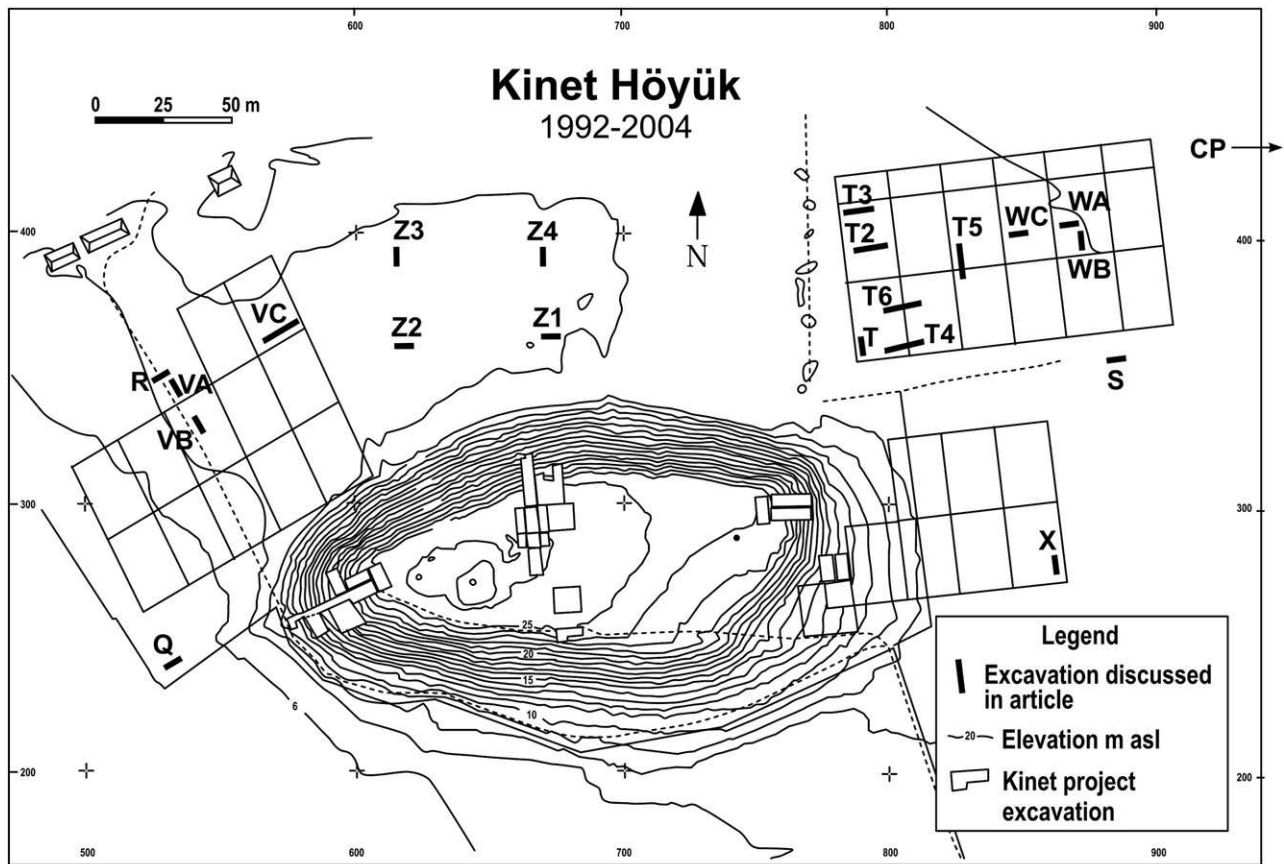 600 700 800 900
Kinet Höyük
1992-2004
0 25 50 m
CP
T3
WA
WC
T5
T2
400
Z3 Z4
400
N
WB
T6
VC
Z1
Z2
T T4
S
R VA
VB
300
300
X
Q
25
20
15
10
6
200
200
Legend
Excavation discussed
in article
20 Elevation m asl
Kinet project
excavation
500 600 700 800 900